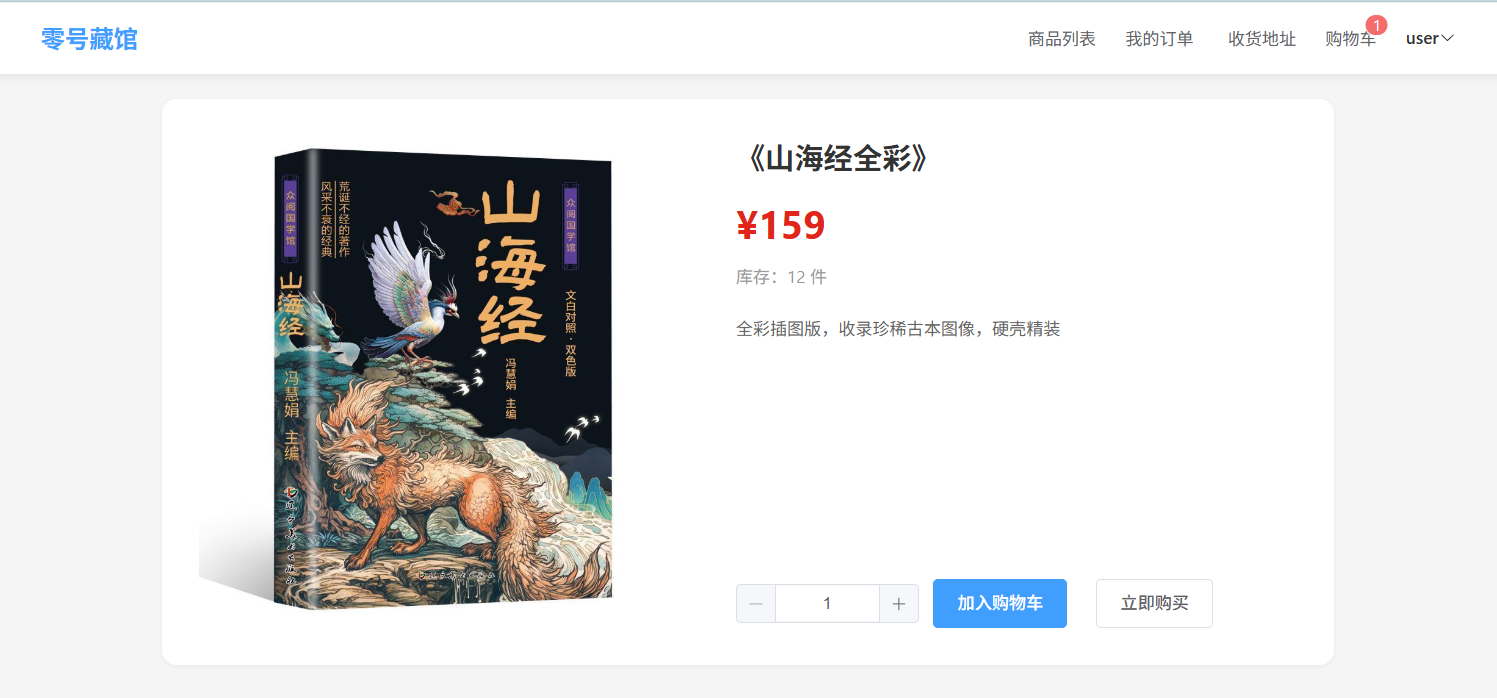 零号藏馆
商品列表
我的订单
收货地址
购物车
1
user
《山海经全彩》
¥159
库存：12 件
全彩插图版，收录珍稀古本图像，硬壳精装
1
加入购物车
立即购买
众阅国学馆
山海经
冯慧娟 主编
荒诞不经的著作
风采不衰的经典
山海经
冯慧娟 主编
众阅国学馆
文白对照·双色版